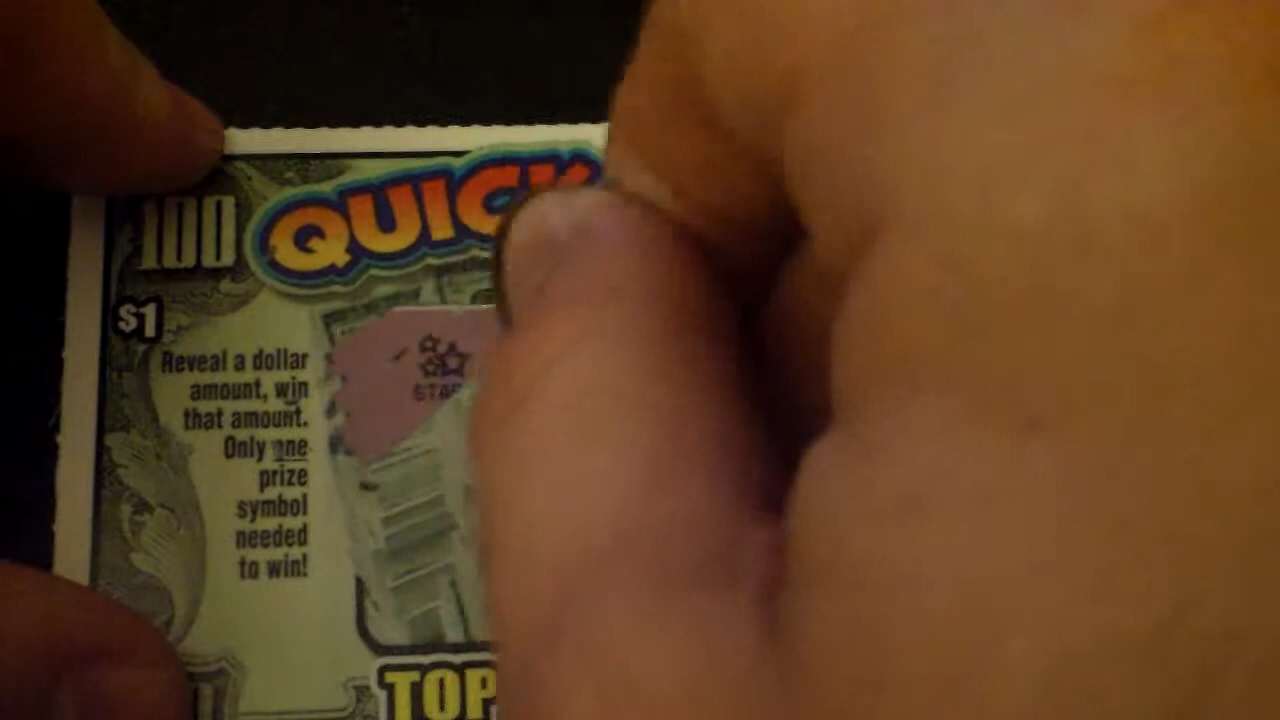 100 QUICK
$1
Reveal a dollar
amount, win
that amount.
Only one
prize
symbol
needed
to win!
TOP